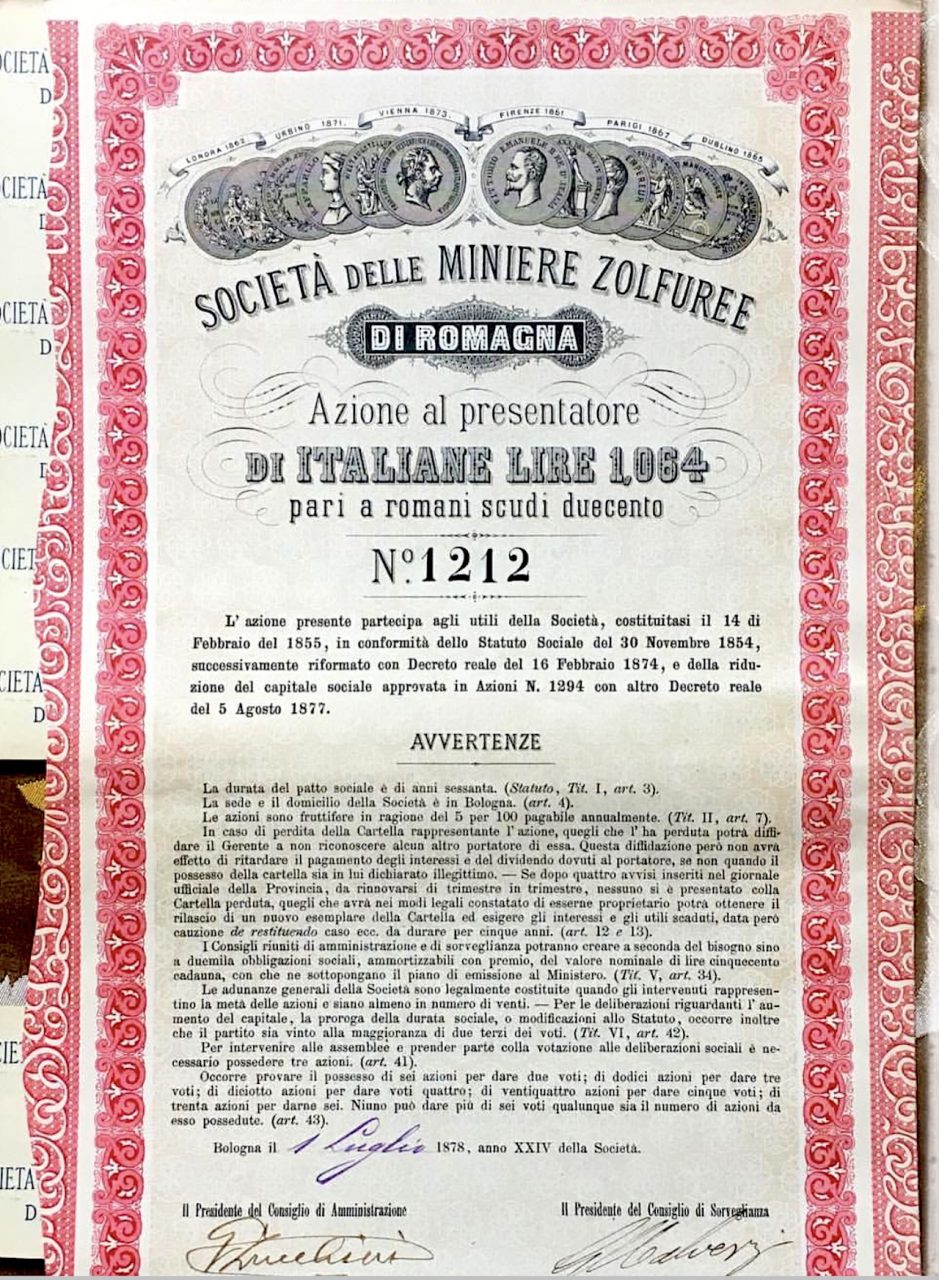 LONDRA 1862.
URBINO 1871.
VIENNA 1873.
FIRENZE 1861
PARIGI 1867
DUBLINO 1865
SOCIETÀ DELLE MINIERE ZOLFUREE
DI ROMAGNA
Azione al presentatore
DI ITALIANE LIRE 1,064
pari a romani scudi duecento
Nº. 1212
L' azione presente partecipa agli utili della Società, costituitasi il 14 di
Febbraio del 1855, in conformità dello Statuto Sociale del 30 Novembre 1854,
successivamente riformato con Decreto reale del 16 Febbraio 1874, e della ridu-
zione del capitale sociale approvata in Azioni N. 1294 con altro Decreto reale
del 5 Agosto 1877.
AVVERTENZE
La durata del patto sociale è di anni sessanta. (Statuto, Tit. I, art. 3).
La sede e il domicilio della Società è in Bologna. (art. 4).
Le azioni sono fruttifere in ragione del 5 per 100 pagabile annualmente. (Tit. II, art. 7).
In caso di perdita della Cartella rappresentante l' azione, quegli che l' ha perduta potrà diffi-
dare il Gerente a non riconoscere alcun altro portatore di essa. Questa diffidazione però non avrà
effetto di ritardare il pagamento degli interessi e del dividendo dovuti al portatore, se non quando il
possesso della cartella sia in lui dichiarato illegittimo. — Se dopo quattro avvisi inseriti nel giornale
ufficiale della Provincia, da rinnovarsi di trimestre in trimestre, nessuno si è presentato colla
Cartella perduta, quegli che avrà nei modi legali constatato di esserne proprietario potrà ottenere il
rilascio di un nuovo esemplare della Cartella ed esigere gli interessi e gli utili scaduti, data però
cauzione de restituendo caso ecc. da durare per cinque anni. (art. 12 e 13).
I Consigli riuniti di amministrazione e di sorveglianza potranno creare a seconda del bisogno sino
a duemila obbligazioni sociali, ammortizzabili con premio, del valore nominale di lire cinquecento
cadauna, con che ne sottopongano il piano di emissione al Ministero. (Tit. V, art. 34).
Le adunanze generali della Società sono legalmente costituite quando gli intervenuti rappresen-
tino la metà delle azioni e siano almeno in numero di venti. — Per le deliberazioni riguardanti l' au-
mento del capitale, la proroga della durata sociale, o modificazioni allo Statuto, occorre inoltre
che il partito sia vinto alla maggioranza di due terzi dei voti. (Tit. VI, art. 42).
Per intervenire alle assemblee e prender parte colla votazione alle deliberazioni sociali è ne-
cessario possedere tre azioni. (art. 41).
Occorre provare il possesso di sei azioni per dare due voti; di dodici azioni per dare tre
voti; di diciotto azioni per dare voti quattro; di ventiquattro azioni per dare cinque voti; di
trenta azioni per darne sei. Niuno può dare più di sei voti qualunque sia il numero di azioni da
esso possedute. (art. 43).
Bologna il 1 Luglio 1878, anno XXIV della Società.
Il Presidente del Consiglio di Amministrazione
Il Presidente del Consiglio di Sorveglianza